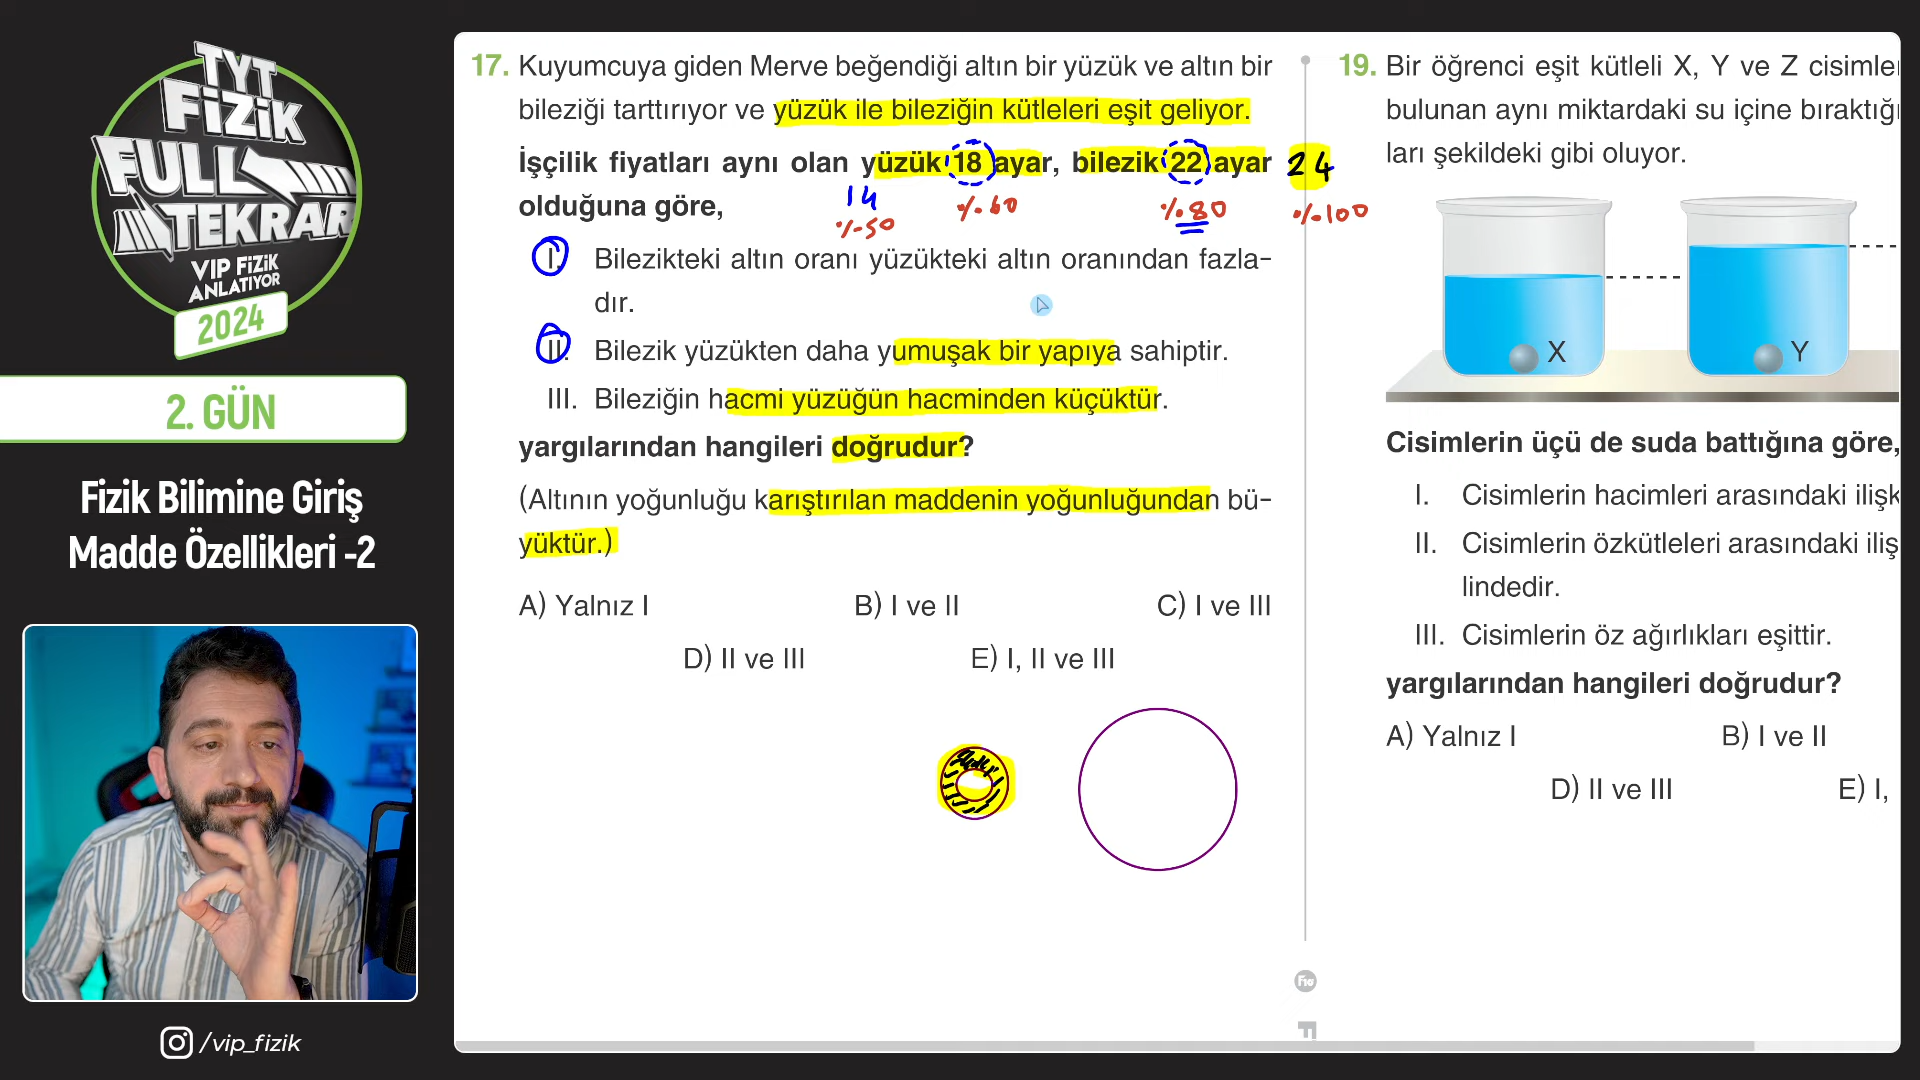 TYT
FİZİK
FULL
TEKRAR
VIP FİZİK
ANLATIYOR
2024
2. GÜN
Fizik Bilimine Giriş
Madde Özellikleri -2
/vip_fizik
17. Kuyumcuya giden Merve beğendiği altın bir yüzük ve altın bir
bileziği tarttırıyor ve yüzük ile bileziğin kütleleri eşit geliyor.
İşçilik fiyatları aynı olan yüzük 18 ayar, bilezik 22 ayar 24
olduğuna göre,
14
%50 %60 %80 %100
I. Bilezikteki altın oranı yüzükteki altın oranından fazla-
dır.
II. Bilezik yüzükten daha yumuşak bir yapıya sahiptir.
III. Bileziğin hacmi yüzüğün hacminden küçüktür.
yargılarından hangileri doğrudur?
(Altının yoğunluğu karıştırılan maddenin yoğunluğundan bü-
yüktür.)
A) Yalnız I B) I ve II C) I ve III
D) II ve III E) I, II ve III
19. Bir öğrenci eşit kütleli X, Y ve Z cisimle
bulunan aynı miktardaki su içine bıraktığı
ları şekildeki gibi oluyor.
X Y
Cisimlerin üçü de suda battığına göre,
I. Cisimlerin hacimleri arasındaki ilişk
II. Cisimlerin özkütleleri arasındaki iliş
lindedir.
III. Cisimlerin öz ağırlıkları eşittir.
yargılarından hangileri doğrudur?
A) Yalnız I B) I ve II
D) II ve III E) I,